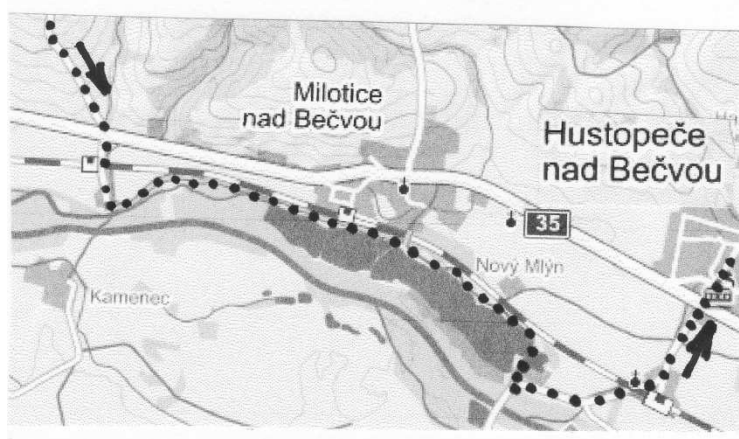 Milotice
nad Bečvou
Hustopeče
nad Bečvou
35
Nový Mlýn
Kamenec